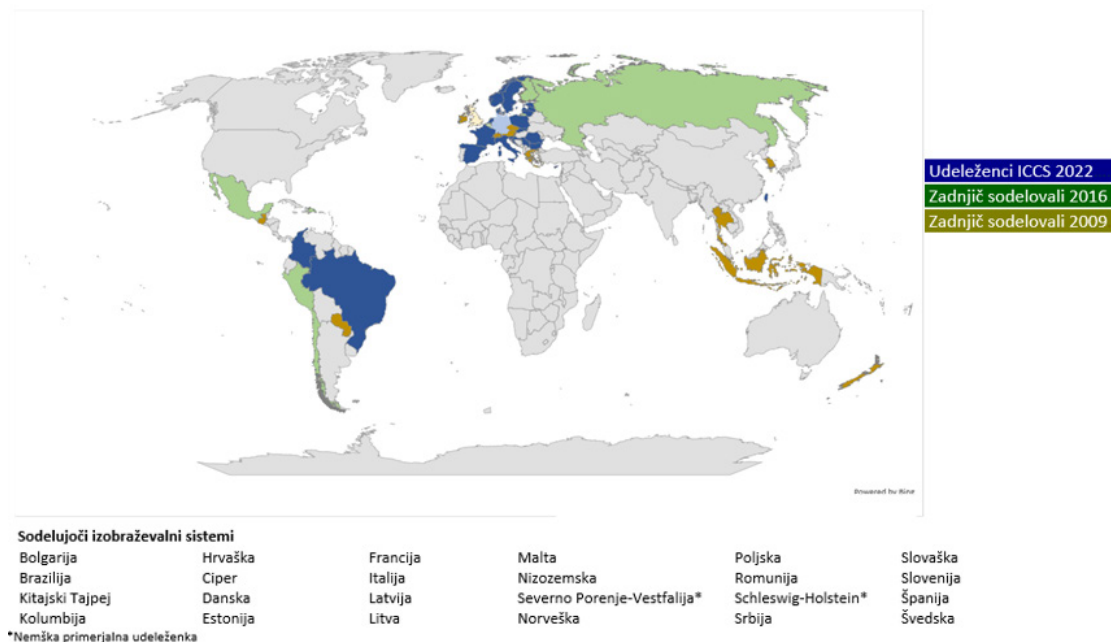 Udeleženci ICCS 2022
Zadnjič sodelovali 2016
Zadnjič sodelovali 2009
Powered by Bing
Sodelujoči izobraževalni sistemi
Bolgarija Hrvaška Francija Malta Poljska Slovaška
Brazilija Ciper Italija Nizozemska Romunija Slovenija
Kitajski Tajpej Danska Latvija Severno Porenje-Vestfalija* Schleswig-Holstein* Španija
Kolumbija Estonija Litva Norveška Srbija Švedska
*Nemška primerjalna udeleženka